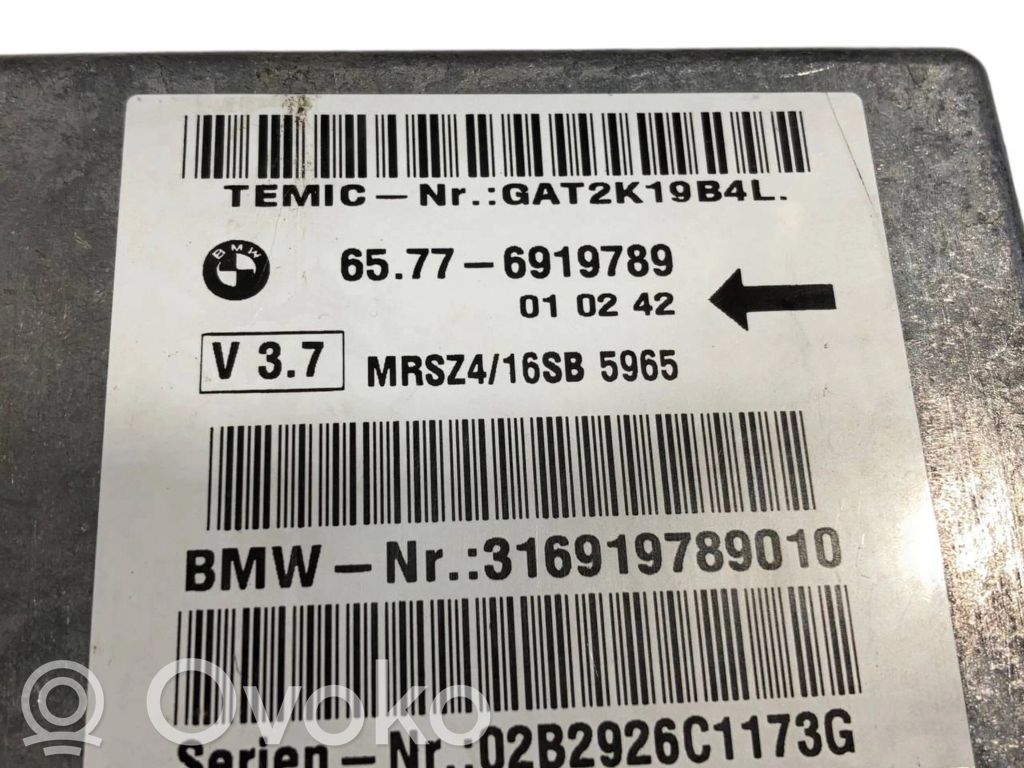 TEMIC-Nr.:GAT2K19B4L.
BMW
65.77-6919789
01 02 42
V 3.7
MRSZ4/16SB 5965
BMW-Nr.:316919789010
Serien-Nr.:02B2926C1173G
Ovoko